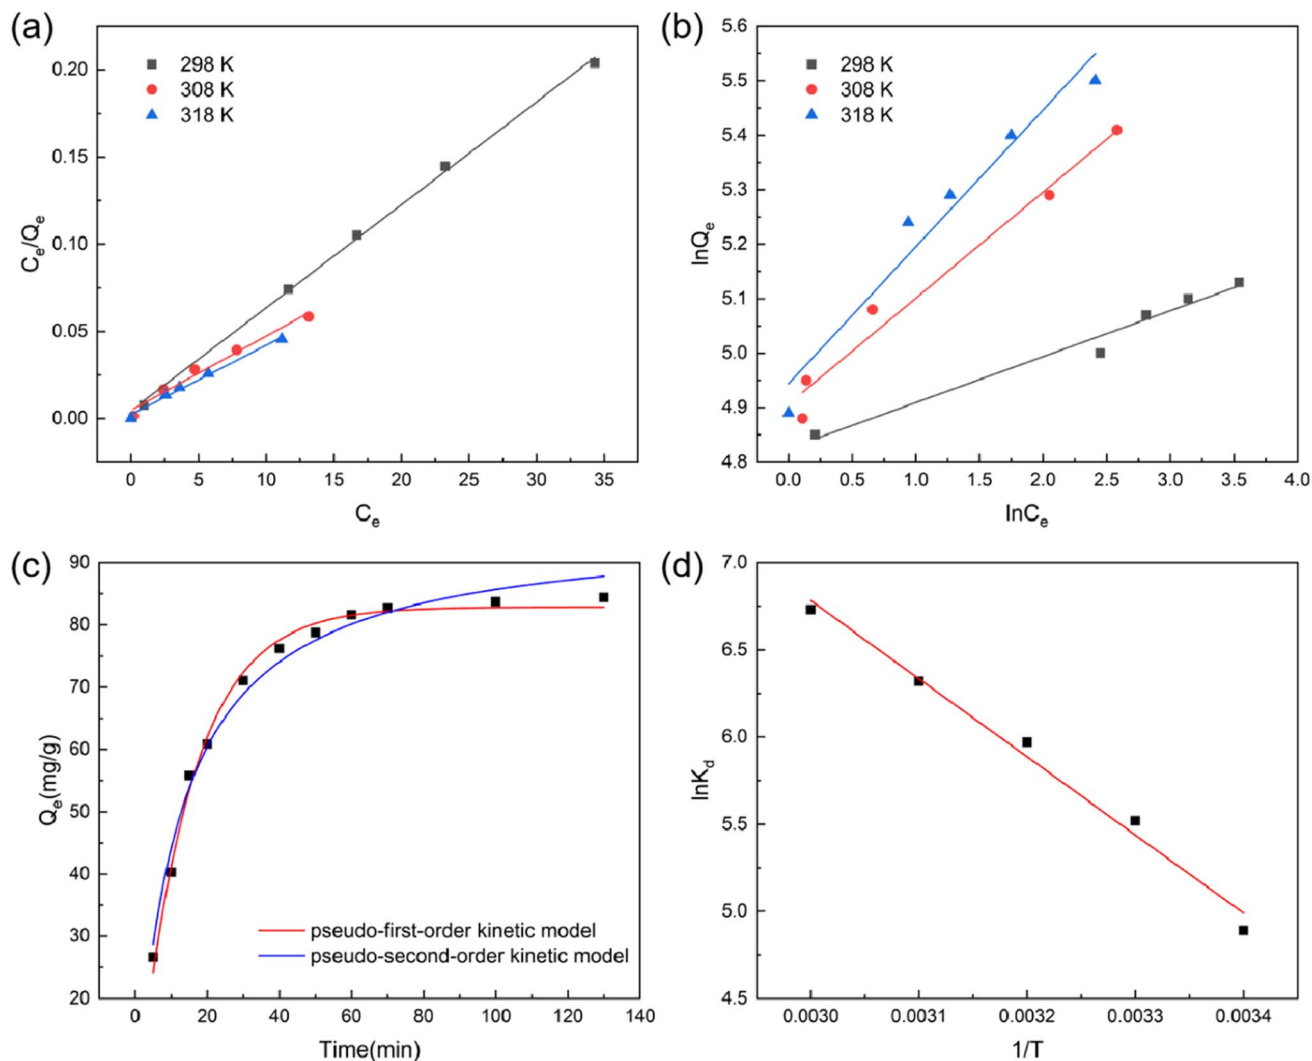 (a)
298 K
308 K
318 K
0.20
0.15
0.10
0.05
0.00
Ce/Qe
0 5 10 15 20 25 30 35
Ce
(b)
298 K
308 K
318 K
5.6
5.5
5.4
5.3
5.2
5.1
5.0
4.9
4.8
lnQe
0.0 0.5 1.0 1.5 2.0 2.5 3.0 3.5 4.0
lnCe
(c)
90
80
70
60
50
40
30
20
Qe(mg/g)
pseudo-first-order kinetic model
pseudo-second-order kinetic model
0 20 40 60 80 100 120 140
Time(min)
(d)
7.0
6.5
6.0
5.5
5.0
4.5
lnKd
0.0030 0.0031 0.0032 0.0033 0.0034
1/T